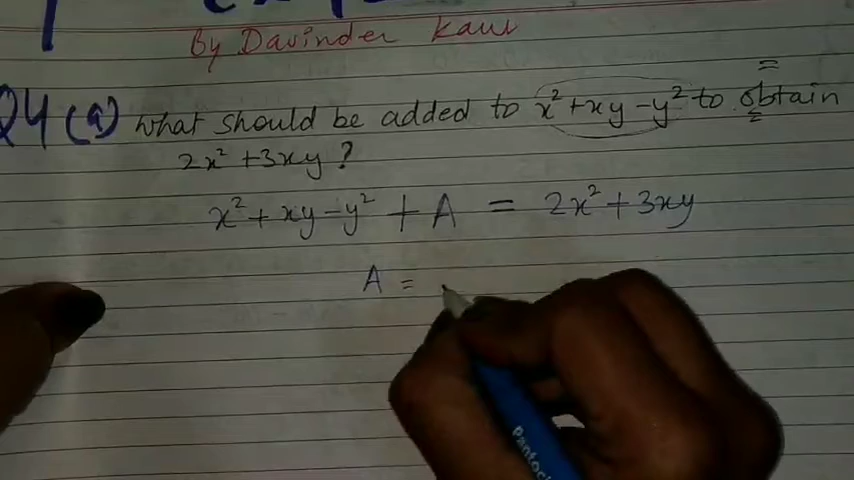 By Davinder Kaur
Q4 (a) What should be added to x² + xy - y² to obtain
2x² + 3xy ?
x² + xy - y² + A = 2x² + 3xy
A =
Pentonic